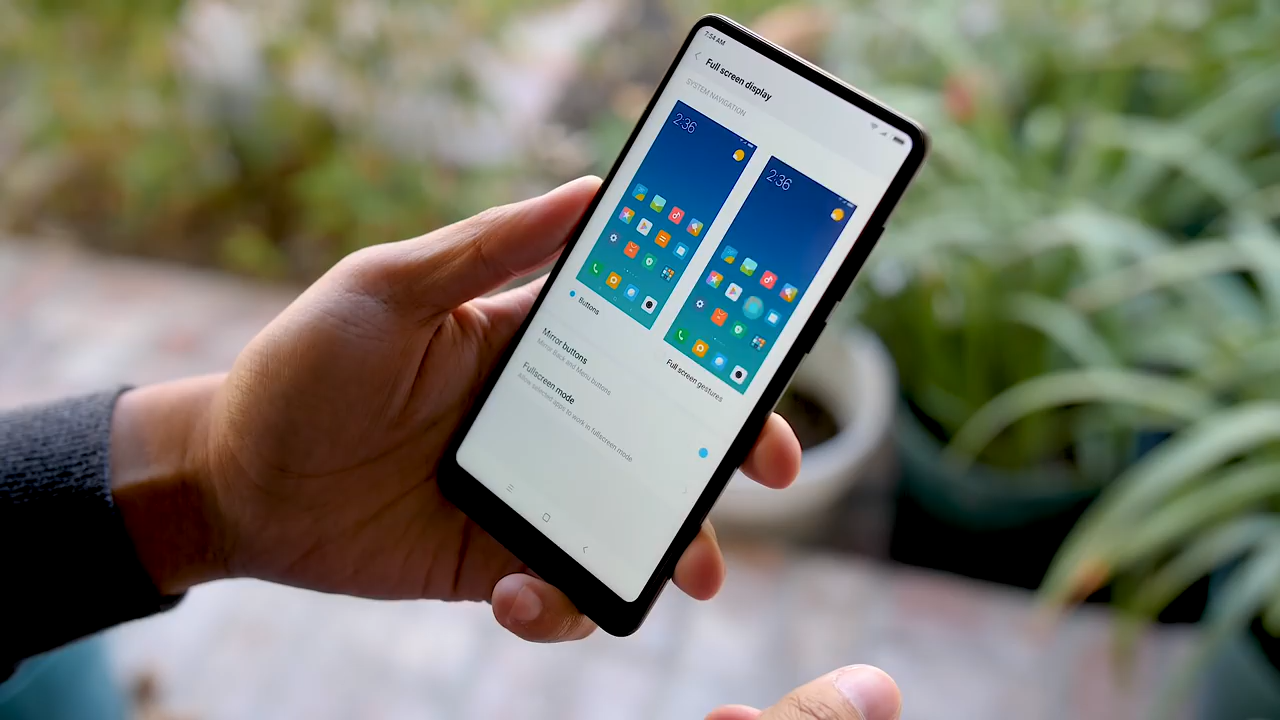 7:54 AM
Full screen display
SYSTEM NAVIGATION
2:36
2:36
Buttons
Full screen gestures
Mirror buttons
Mirror Back and Menu buttons
Fullscreen mode
Allow selected apps to work in fullscreen mode